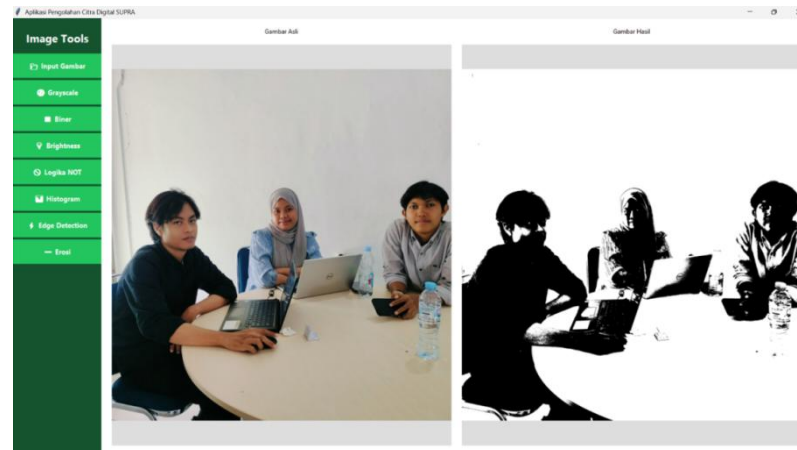 Aplikasi Pengolahan Citra Digital SUPRA
Image Tools
Input Gambar
Grayscale
Biner
Brightness
Logika NOT
Histogram
Edge Detection
Erosi
Gambar Asli
Gambar Hasil
DELL